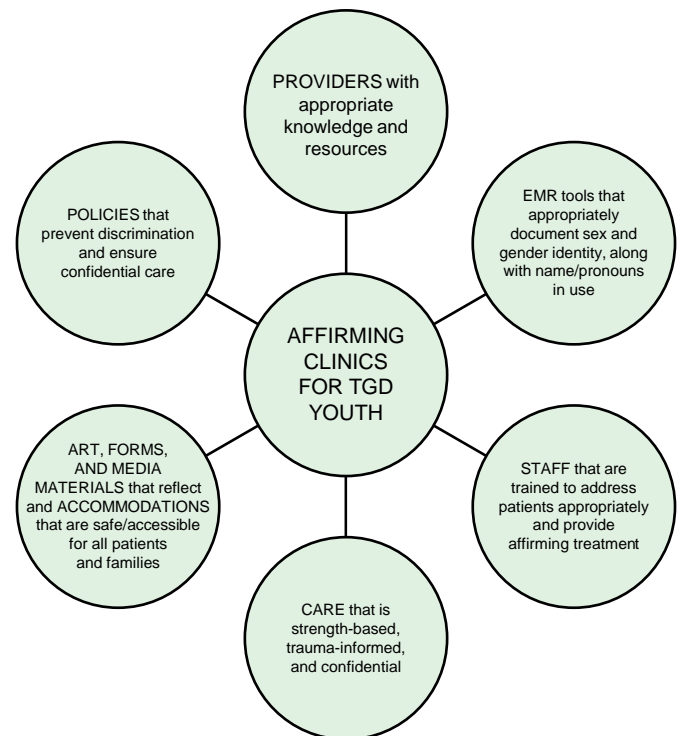 PROVIDERS with
appropriate
knowledge and
resources
POLICIES that
prevent discrimination
and ensure
confidential care
EMR tools that
appropriately
document sex and
gender identity, along
with name/pronouns
in use
AFFIRMING
CLINICS
FOR TGD
YOUTH
ART, FORMS,
AND MEDIA
MATERIALS that reflect
and ACCOMMODATIONS
that are safe/accessible
for all patients
and families
STAFF that are
trained to address
patients appropriately
and provide
affirming treatment
CARE that is
strength-based,
trauma-informed,
and confidential